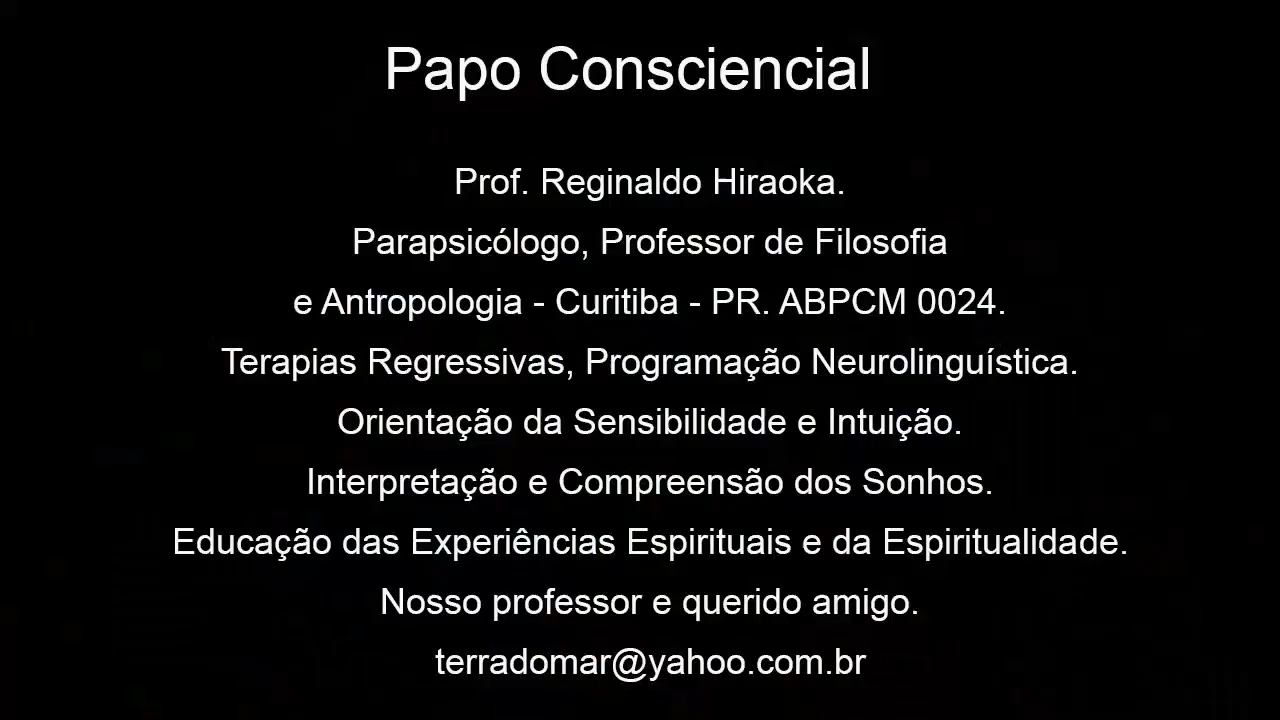 Papo Consciencial
Prof. Reginaldo Hiraoka.
Parapsicólogo, Professor de Filosofia
e Antropologia - Curitiba - PR. ABPCM 0024.
Terapias Regressivas, Programação Neurolinguística.
Orientação da Sensibilidade e Intuição.
Interpretação e Compreensão dos Sonhos.
Educação das Experiências Espirituais e da Espiritualidade.
Nosso professor e querido amigo.
terradomar@yahoo.com.br